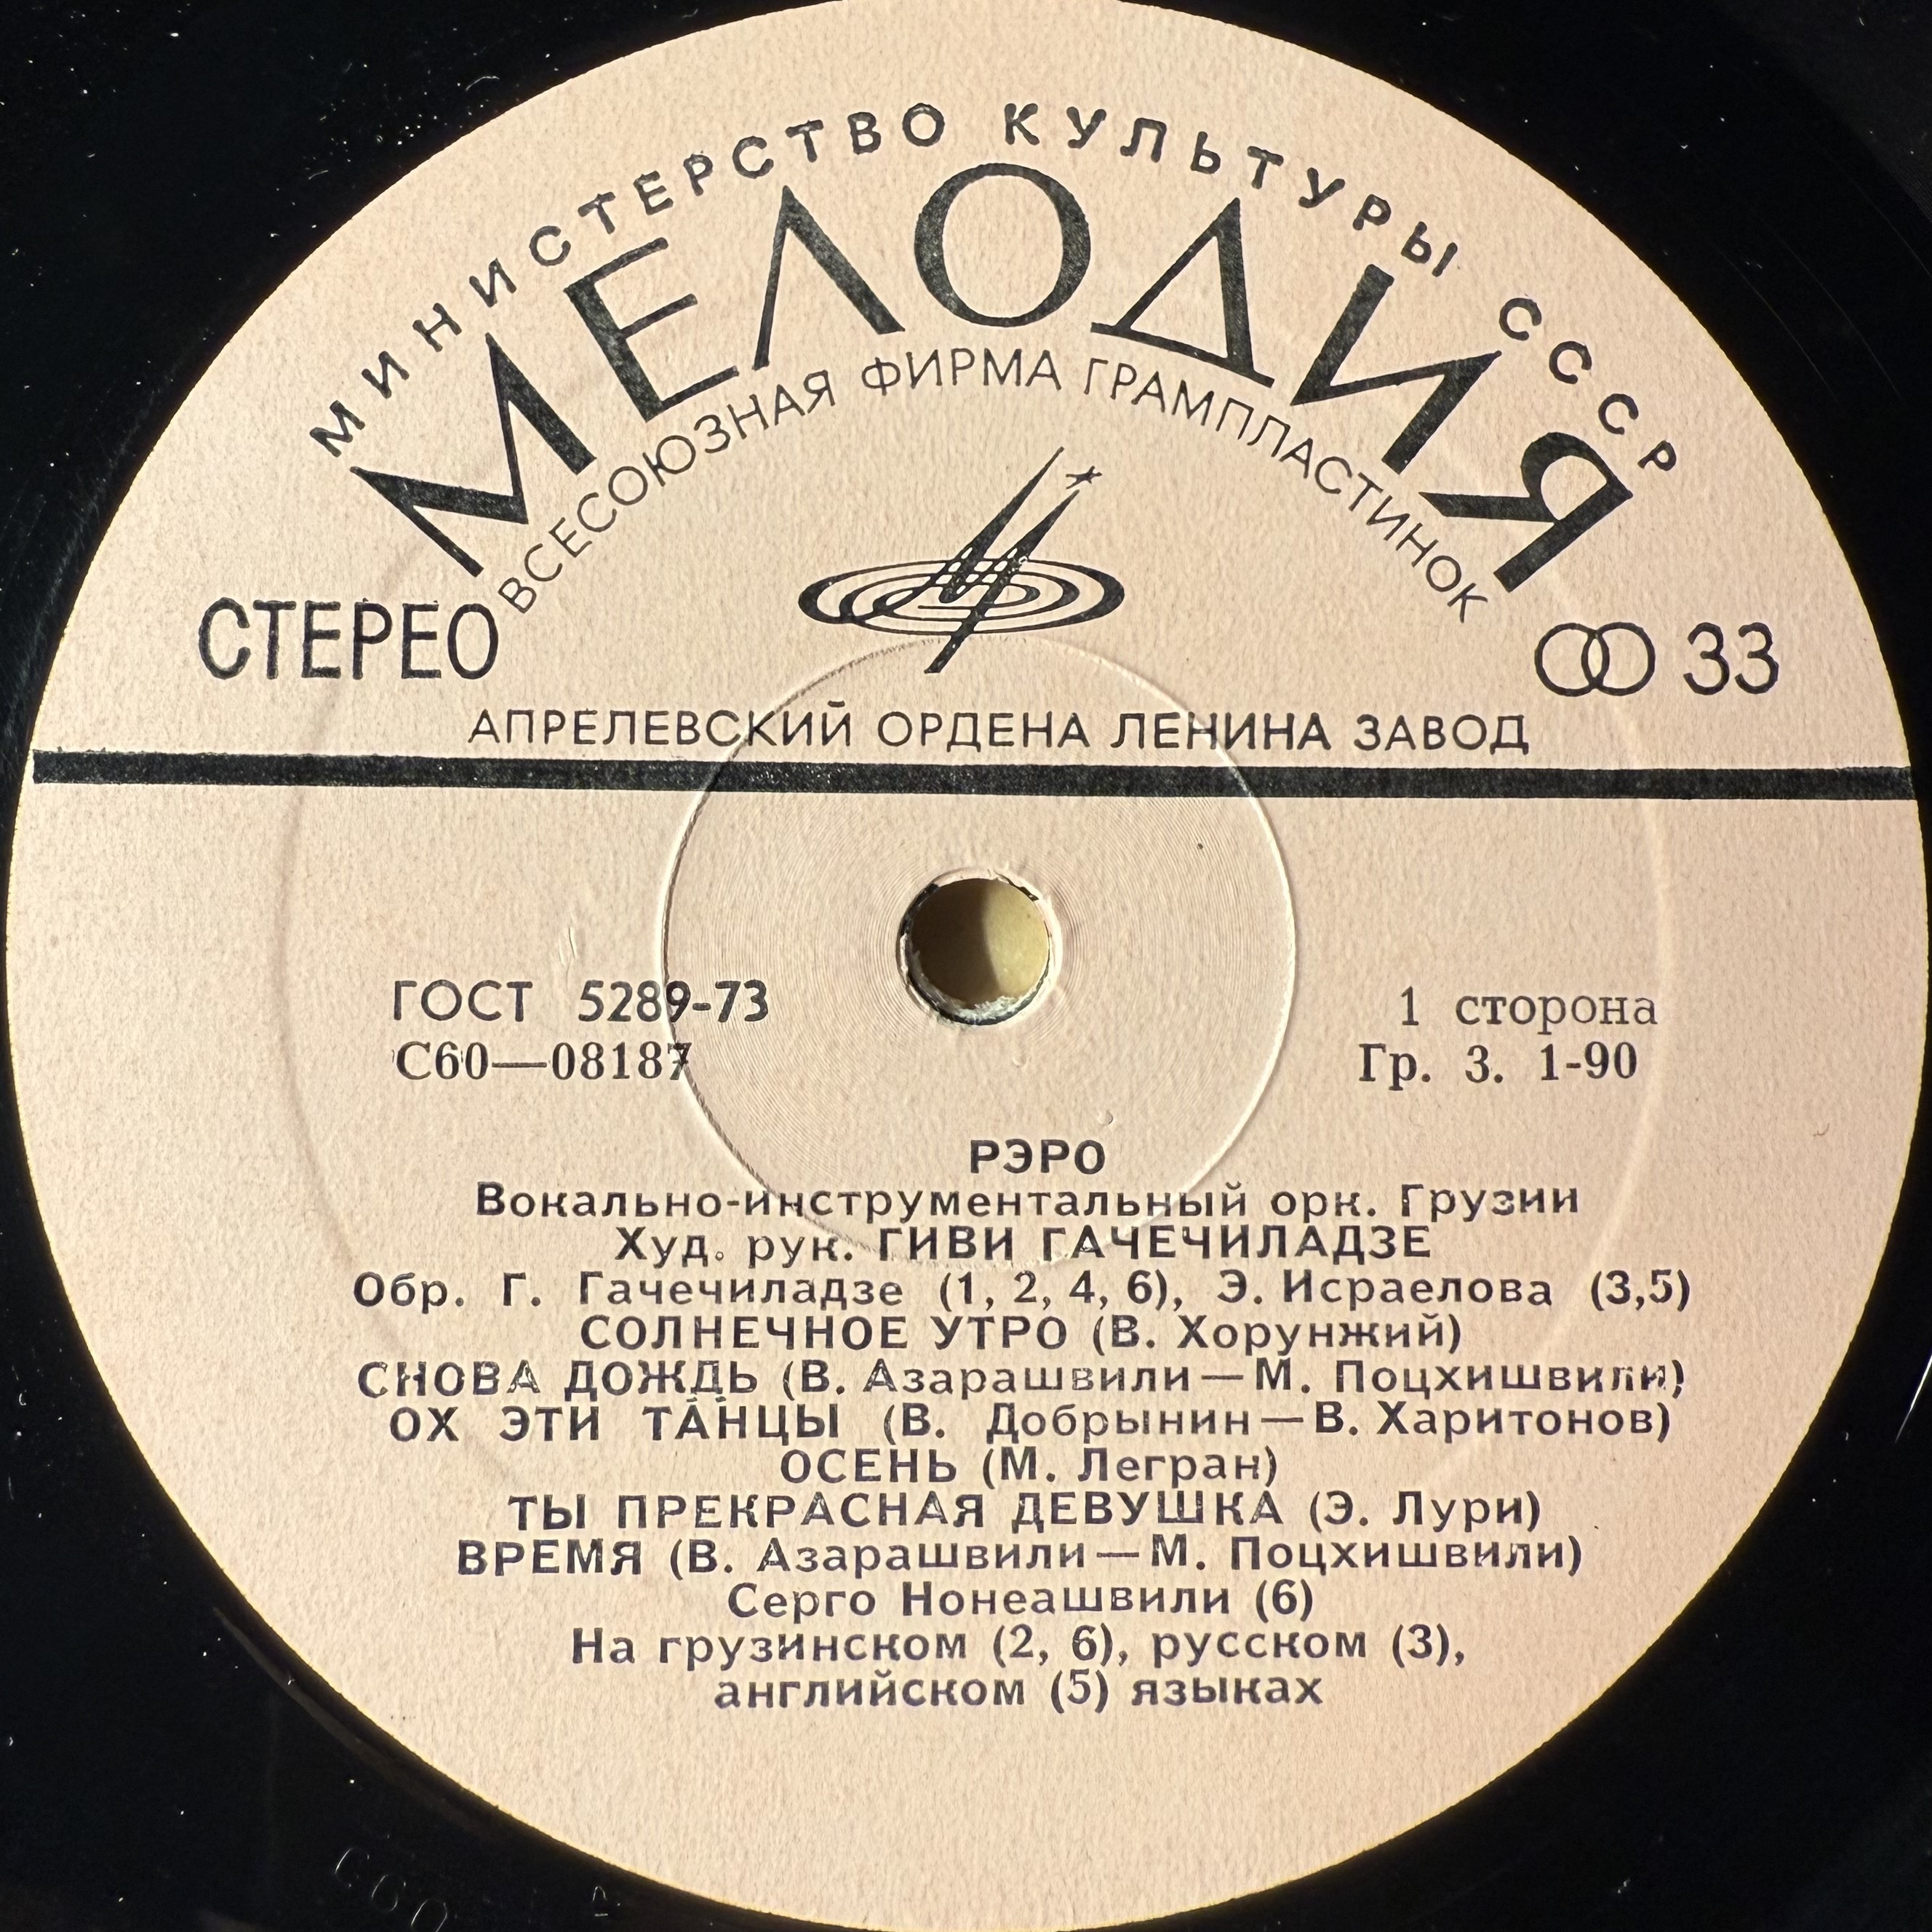 МИНИСТЕРСТВО КУЛЬТУРЫ СССР
МЕЛОДИЯ
ВСЕСОЮЗНАЯ ФИРМА ГРАМПЛАСТИНОК
СТЕРЕО
33
АПРЕЛЕВСКИЙ ОРДЕНА ЛЕНИНА ЗАВОД
ГОСТ 5289-73
1 сторона
С60—08187
Гр. 3. 1-90
РЭРО
Вокально-инструментальный орк. Грузии
Худ. рук. ГИВИ ГАЧЕЧИЛАДЗЕ
Обр. Г. Гачечиладзе (1, 2, 4, 6), Э. Исраелова (3,5)
СОЛНЕЧНОЕ УТРО (В. Хорунжий)
СНОВА ДОЖДЬ (В. Азарашвили—М. Поцхишвили)
ОХ ЭТИ ТАНЦЫ (В. Добрынин—В. Харитонов)
ОСЕНЬ (М. Легран)
ТЫ ПРЕКРАСНАЯ ДЕВУШКА (Э. Лури)
ВРЕМЯ (В. Азарашвили—М. Поцхишвили)
Серго Нонеашвили (6)
На грузинском (2, 6), русском (3),
английском (5) языках